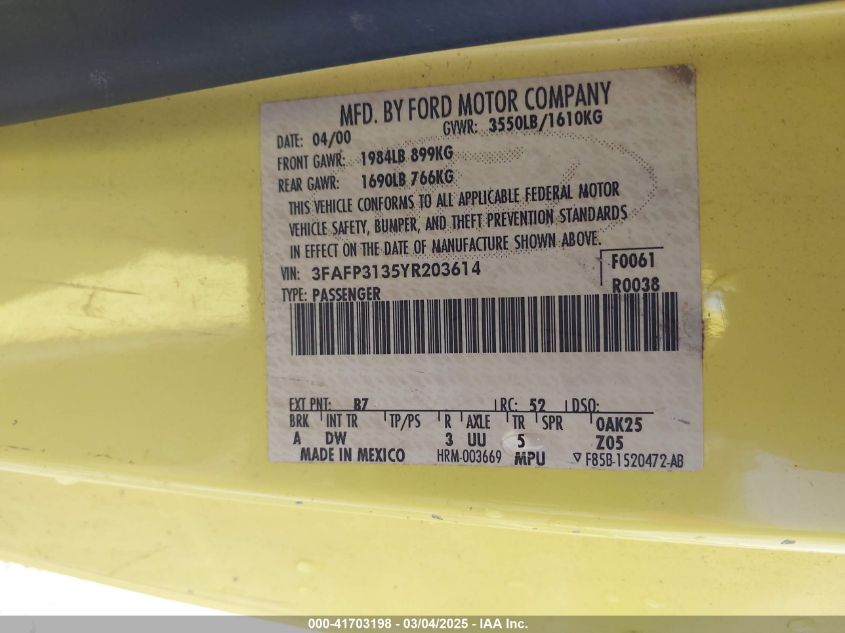 MFD. BY FORD MOTOR COMPANY
DATE: 04/00 GVWR: 3550LB/1610KG
FRONT GAWR: 1984LB 899KG
REAR GAWR: 1690LB 766KG
THIS VEHICLE CONFORMS TO ALL APPLICABLE FEDERAL MOTOR
VEHICLE SAFETY, BUMPER, AND THEFT PREVENTION STANDARDS
IN EFFECT ON THE DATE OF MANUFACTURE SHOWN ABOVE.
VIN: 3FAFP3135YR203614 F0061
TYPE: PASSENGER R0038
EXT PNT: B7 RC: 52 DSO:
BRK INT TR TP/PS R AXLE TR SPR 0AK25
A DW 3 UU 5 Z05
MADE IN MEXICO HRM-003669 MPU ▽ F85B-1520472-AB
000-41703198 - 03/04/2025 - IAA Inc.